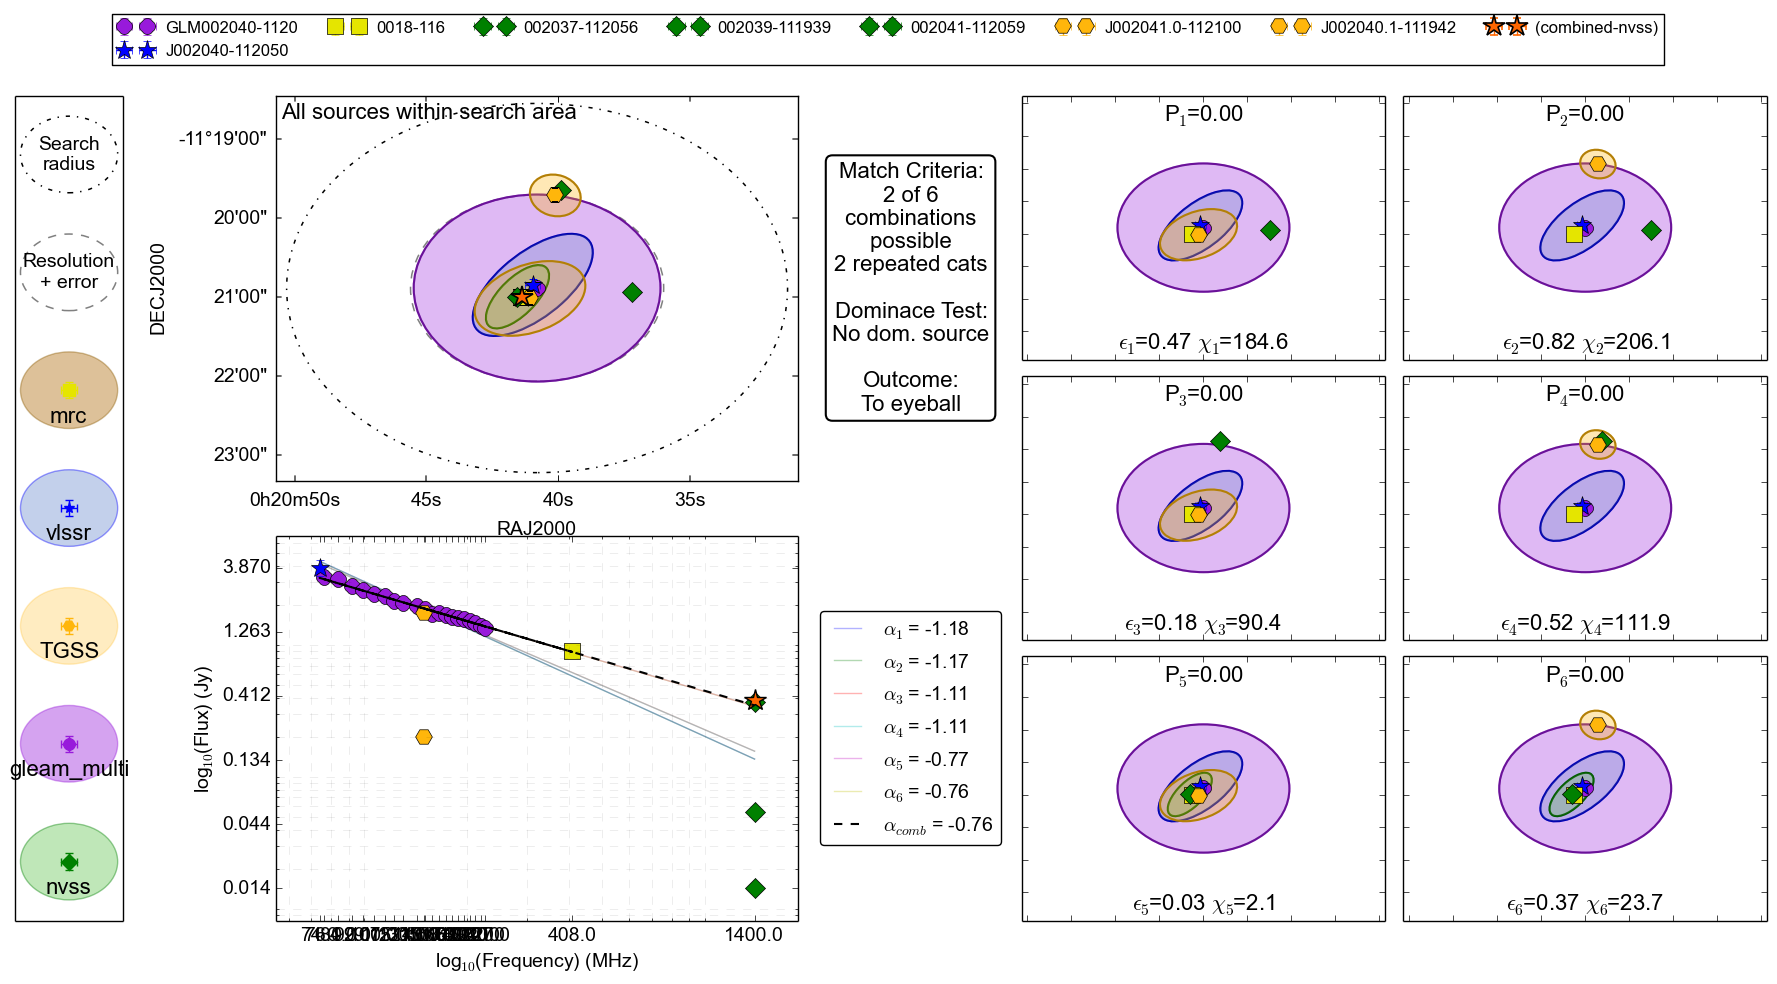 GLM002040-1120
0018-116
002037-112056
002039-111939
002041-112059
J002041.0-112100
J002040.1-111942
(combined-nvss)
J002040-112050
Search
radius
Resolution
+ error
mrc
vlssr
TGSS
gleam_multi
nvss
All sources within search area
DECJ2000
-11°19'00"
20'00"
21'00"
22'00"
23'00"
0h20m50s
45s
40s
35s
RAJ2000
Match Criteria:
2 of 6
combinations
possible
2 repeated cats
Dominace Test:
No dom. source
Outcome:
To eyeball
log₁₀(Flux) (Jy)
3.870
1.263
0.412
0.134
0.044
0.014
408.0
1400.0
log₁₀(Frequency) (MHz)
α₁ = -1.18
α₂ = -1.17
α₃ = -1.11
α₄ = -1.11
α₅ = -0.77
α₆ = -0.76
α_comb = -0.76
P₁=0.00
ϵ₁=0.47 χ₁=184.6
P₂=0.00
ϵ₂=0.82 χ₂=206.1
P₃=0.00
ϵ₃=0.18 χ₃=90.4
P₄=0.00
ϵ₄=0.52 χ₄=111.9
P₅=0.00
ϵ₅=0.03 χ₅=2.1
P₆=0.00
ϵ₆=0.37 χ₆=23.7